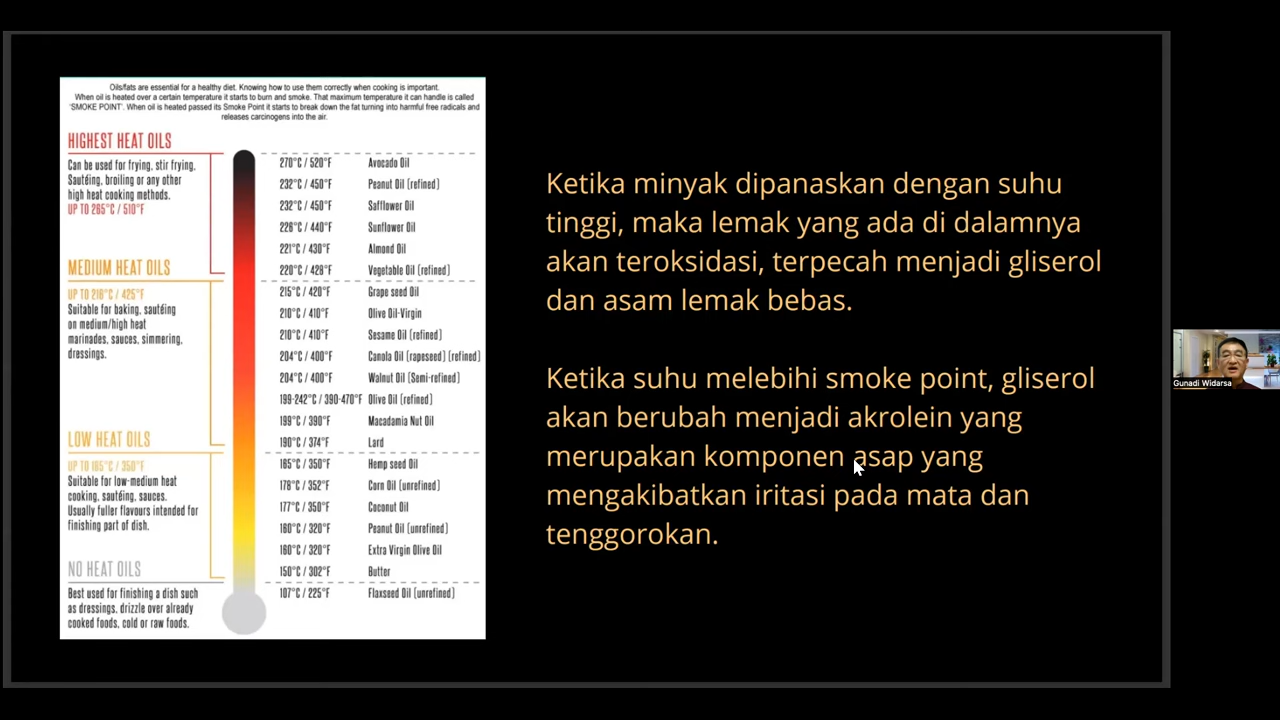 Oils/fats are essential for a healthy diet. Knowing how to use them correctly when cooking is important.
When oil is heated over a certain temperature it starts to burn and smoke. That maximum temperature it can handle is called
'SMOKE POINT'. When oil is heated passed its Smoke Point it starts to break down the fat turning into harmful free radicals and
releases carcinogens into the air.
HIGHEST HEAT OILS
Can be used for frying, stir frying,
Sautéing, broiling or any other
high heat cooking methods.
UP TO 265°C / 510°F
MEDIUM HEAT OILS
UP TO 218°C / 425°F
Suitable for baking, sautéing
on medium/high heat
marinades, sauces, simmering,
dressings.
LOW HEAT OILS
UP TO 165°C / 350°F
Suitable for low-medium heat
cooking, sautéing, sauces.
Usually fuller flavours intended for
finishing part of dish.
NO HEAT OILS
Best used for finishing a dish such
as dressings, drizzle over already
cooked foods, cold or raw foods.
270°C / 520°F Avocado Oil
232°C / 450°F Peanut Oil (refined)
232°C / 450°F Safflower Oil
226°C / 440°F Sunflower Oil
221°C / 430°F Almond Oil
220°C / 428°F Vegetable Oil (refined)
215°C / 420°F Grape seed Oil
210°C / 410°F Olive Oil-Virgin
210°C / 410°F Sesame Oil (refined)
204°C / 400°F Canola Oil (rapeseed) (refined)
204°C / 400°F Walnut Oil (Semi-refined)
199-242°C / 390-470°F Olive Oil (refined)
199°C / 390°F Macadamia Nut Oil
190°C / 374°F Lard
165°C / 350°F Hemp seed Oil
178°C / 352°F Corn Oil (unrefined)
177°C / 350°F Coconut Oil
160°C / 320°F Peanut Oil (unrefined)
160°C / 320°F Extra Virgin Olive Oil
150°C / 302°F Butter
107°C / 225°F Flaxseed Oil (unrefined)
Ketika minyak dipanaskan dengan suhu
tinggi, maka lemak yang ada di dalamnya
akan teroksidasi, terpecah menjadi gliserol
dan asam lemak bebas.
Ketika suhu melebihi smoke point, gliserol
akan berubah menjadi akrolein yang
merupakan komponen asap yang
mengakibatkan iritasi pada mata dan
tenggorokan.
Gunadi Widarsa